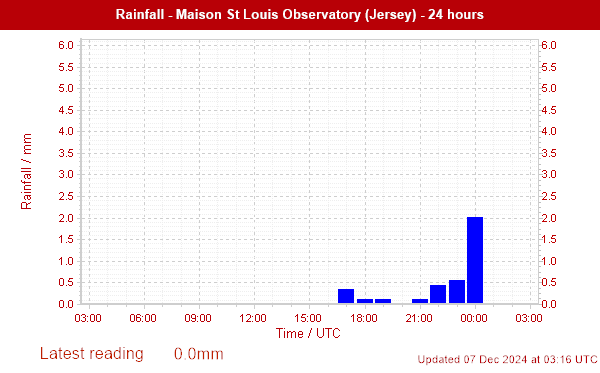 Rainfall - Maison St Louis Observatory (Jersey) - 24 hours
6.0 6.0
5.5 5.5
5.0 5.0
4.5 4.5
4.0 4.0
3.5 3.5
3.0 3.0
2.5 2.5
2.0 2.0
1.5 1.5
1.0 1.0
0.5 0.5
0.0 0.0
Rainfall / mm
03:00 06:00 09:00 12:00 15:00 18:00 21:00 00:00 03:00
Time / UTC
Latest reading 0.0mm
Updated 07 Dec 2024 at 03:16 UTC